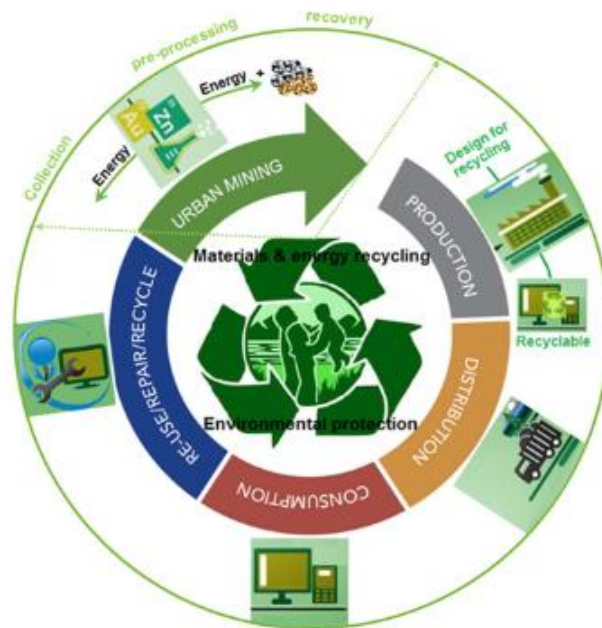 recovery
pre-processing
Collection
Energy +
Energy
Au
Zn
URBAN MINING
Design for
recycling
PRODUCTION
Materials & energy recycling
Recyclable
RE-USE/REPAIR/RECYCLE
DISTRIBUTION
Environmental protection
CONSUMPTION